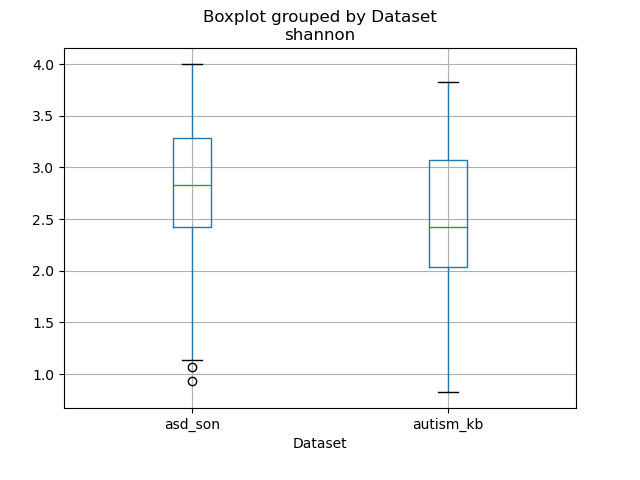 Boxplot grouped by Dataset
shannon
4.0
3.5
3.0
2.5
2.0
1.5
1.0
asd_son autism_kb
Dataset